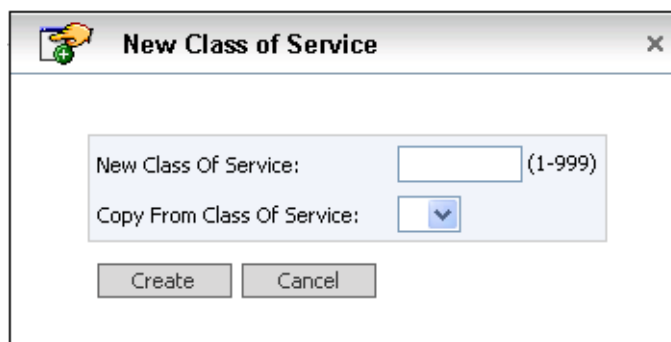 New Class of Service
New Class Of Service: (1-999)
Copy From Class Of Service:
Create Cancel